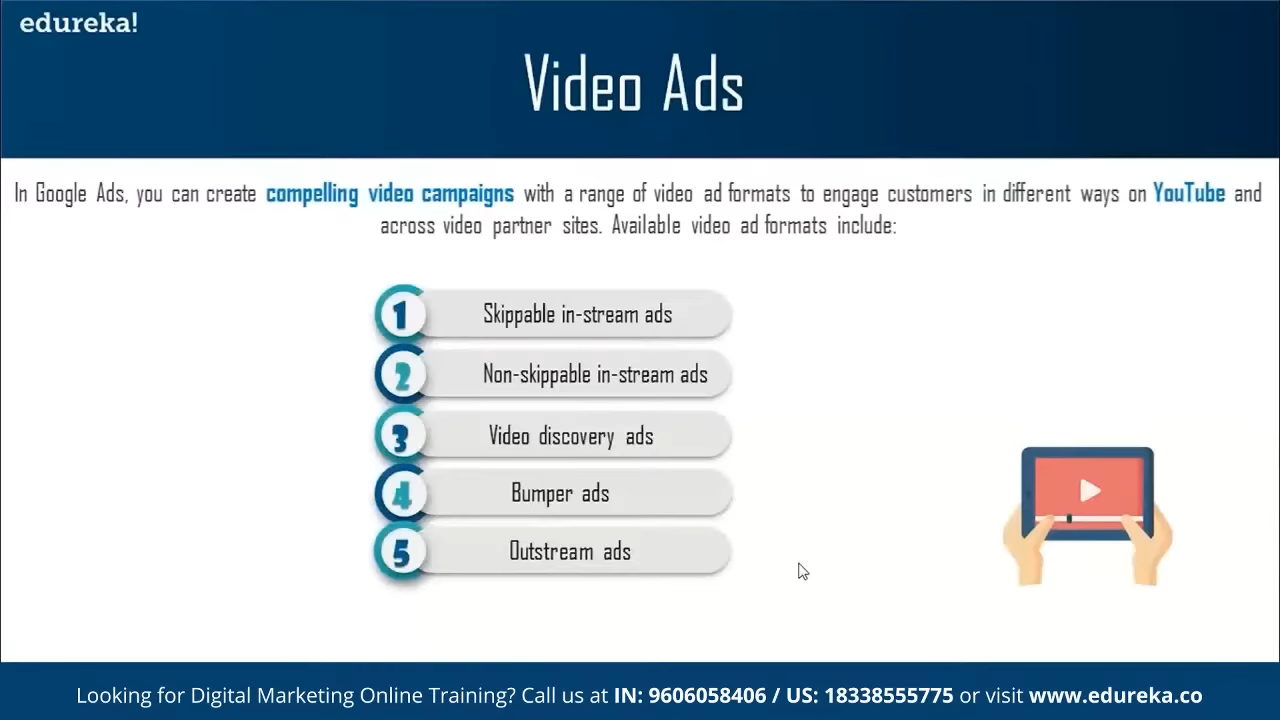 edureka!
Video Ads
In Google Ads, you can create compelling video campaigns with a range of video ad formats to engage customers in different ways on YouTube and
across video partner sites. Available video ad formats include:
1 Skippable in-stream ads
2 Non-skippable in-stream ads
3 Video discovery ads
4 Bumper ads
5 Outstream ads
Looking for Digital Marketing Online Training? Call us at IN: 9606058406 / US: 18338555775 or visit www.edureka.co